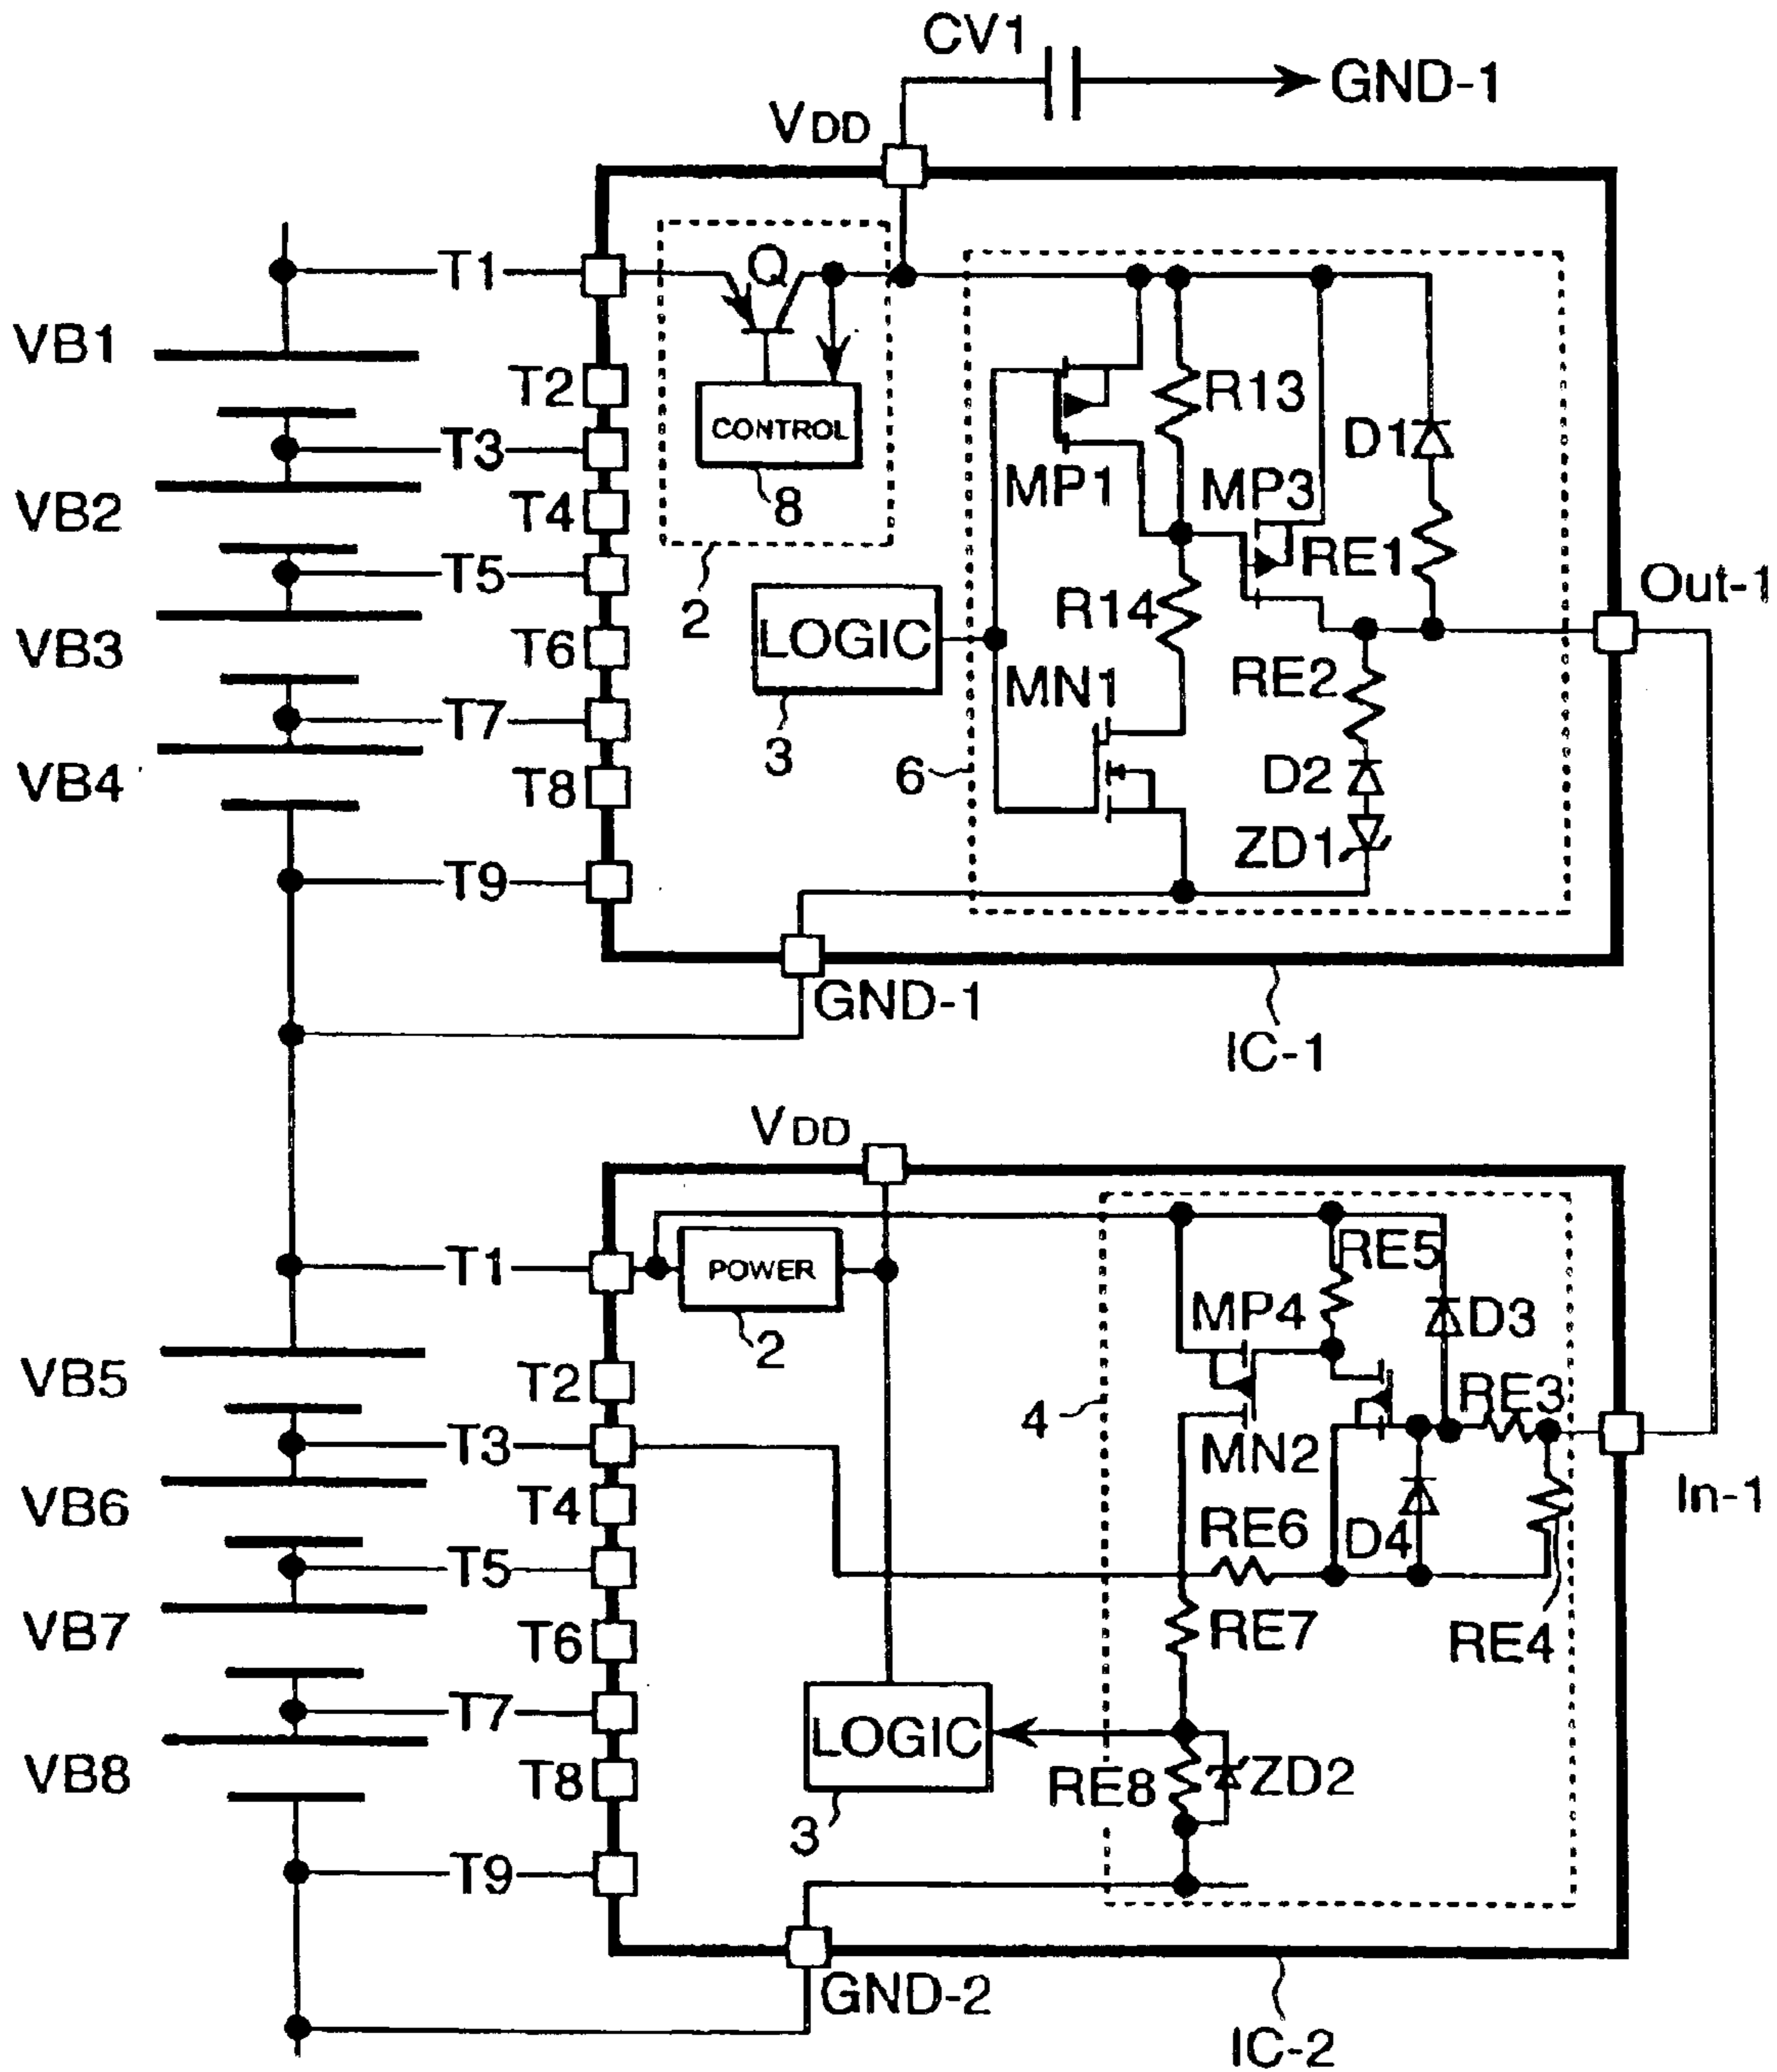 CV1
GND-1
VDD
T1
Q
VB1
T2
R13
D1
CONTROL
T3
MP1
MP3
8
VB2
T4
RE1
T5
Out-1
2
R14
LOGIC
VB3
T6
MN1
RE2
T7
3
6
D2
VB4
T8
ZD1
T9
GND-1
IC-1
VDD
RE5
T1
POWER
MP4
D3
2
VB5
T2
RE3
4
T3
MN2
In-1
VB6
T4
RE6
D4
T5
VB7
T6
RE7
RE4
T7
LOGIC
VB8
T8
RE8
ZD2
3
T9
GND-2
IC-2